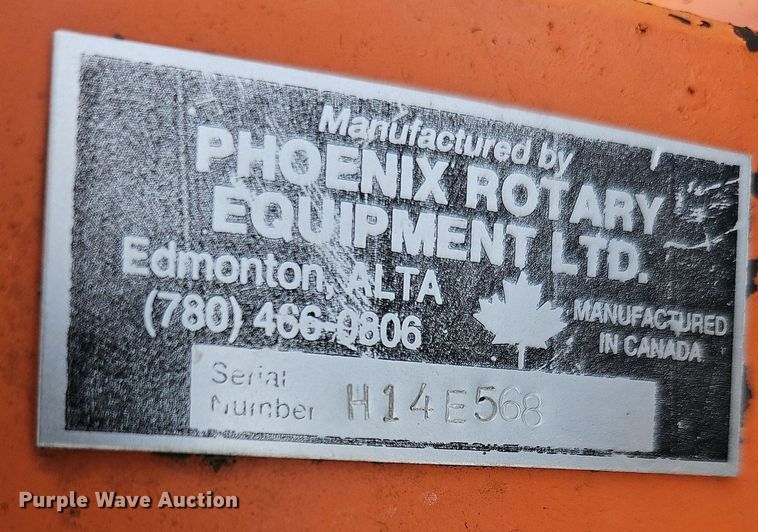 Manufactured by
PHOENIX ROTARY
EQUIPMENT LTD.
Edmonton, ALTA
(780) 466-9806
MANUFACTURED
IN CANADA
Serial
Number
H14E568
Purple Wave Auction